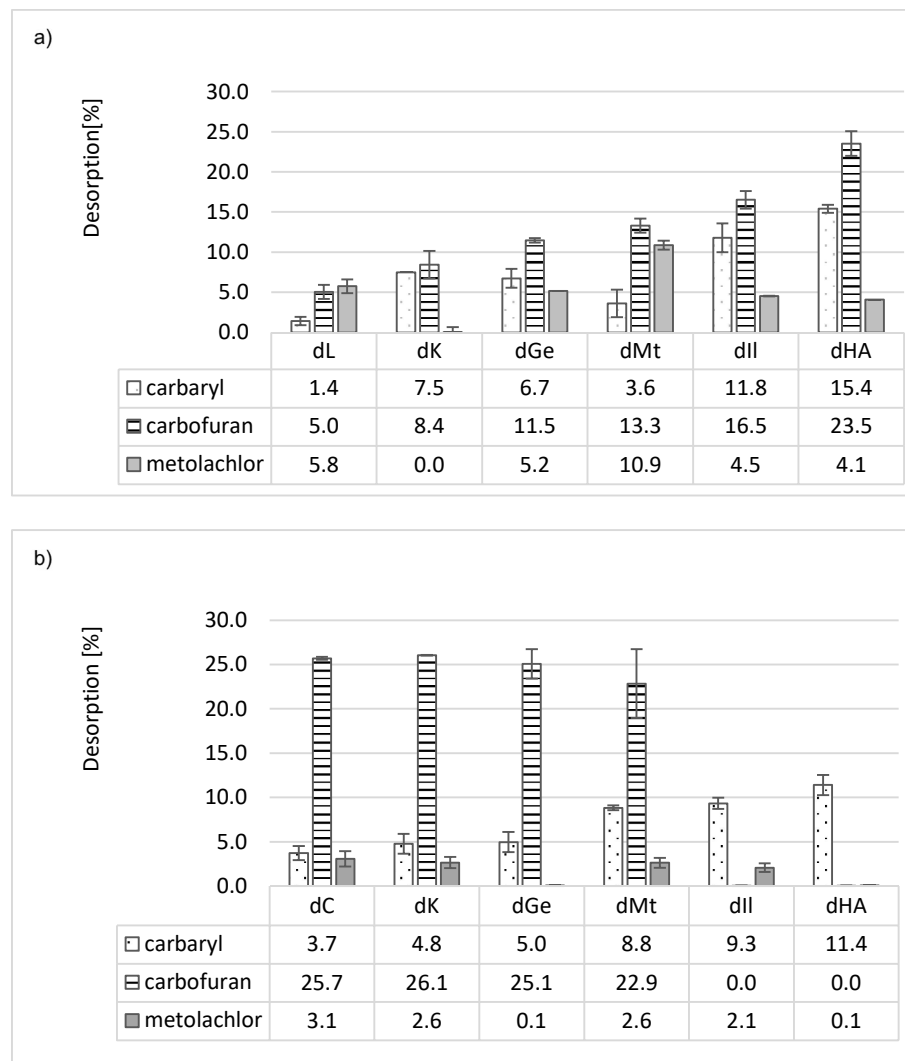 a)
Desorption[%]
30.0
25.0
20.0
15.0
10.0
5.0
0.0
dL dK dGe dMt dIl dHA
carbaryl 1.4 7.5 6.7 3.6 11.8 15.4
carbofuran 5.0 8.4 11.5 13.3 16.5 23.5
metolachlor 5.8 0.0 5.2 10.9 4.5 4.1
b)
Desorption [%]
30.0
25.0
20.0
15.0
10.0
5.0
0.0
dC dK dGe dMt dIl dHA
carbaryl 3.7 4.8 5.0 8.8 9.3 11.4
carbofuran 25.7 26.1 25.1 22.9 0.0 0.0
metolachlor 3.1 2.6 0.1 2.6 2.1 0.1